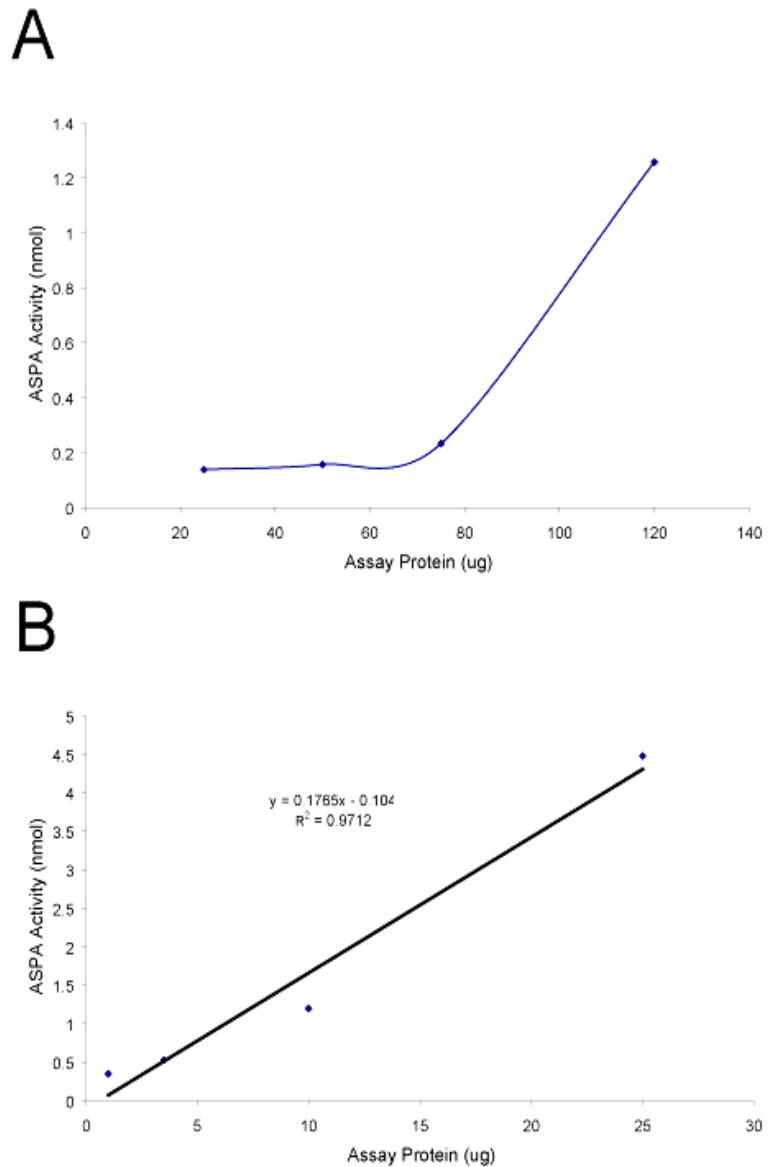 A
1.4
1.2
1
0.8
0.6
0.4
0.2
0
0 20 40 60 80 100 120 140
ASPA Activity (nmol)
Assay Protein (ug)
B
5
4.5
4
3.5
3
2.5
2
1.5
1
0.5
0
0 5 10 15 20 25 30
ASPA Activity (nmol)
y = 0.1765x - 0.104
R² = 0.9712
Assay Protein (ug)